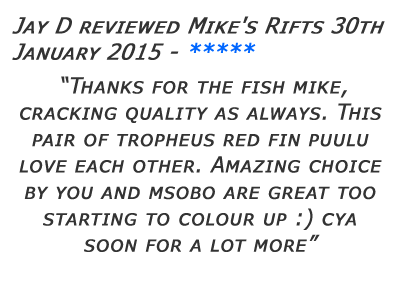 Jay D reviewed Mike's Rifts 30th
January 2015 - *****
“Thanks for the fish mike,
cracking quality as always. This
pair of tropheus red fin puulu
love each other. Amazing choice
by you and msobo are great too
starting to colour up :) cya
soon for a lot more”